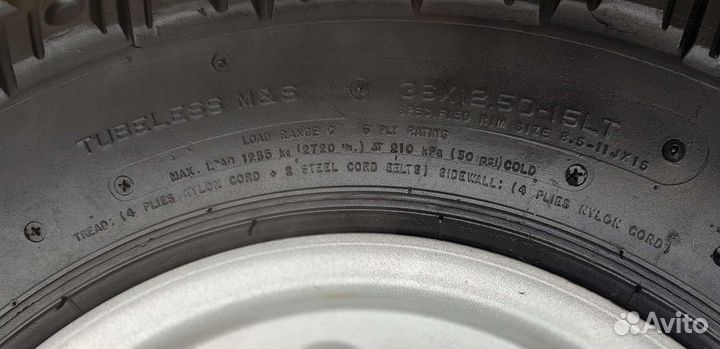 TUBELESS M&S
38X12.50-15LT
SPECIFIED RIM SIZE 8.5-11JX15
LOAD RANGE C 6 PLY RATING
MAX. LOAD 1235 kg (2720 lb.) AT 210 kPa (30 psi) COLD
TREAD: (4 PLIES NYLON CORD + 2 STEEL CORD BELTS) SIDEWALL: (4 PLIES NYLON CORD)
Avito